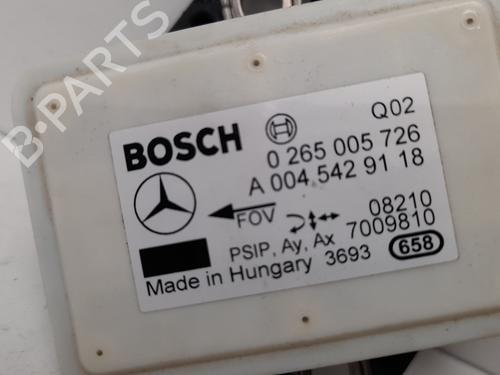 B-PARTS
Q02
BOSCH
0 265 005 726
A 004 542 91 18
FOV
08210
PSIP, Ay, Ax 7009810
Made in Hungary 3693 658